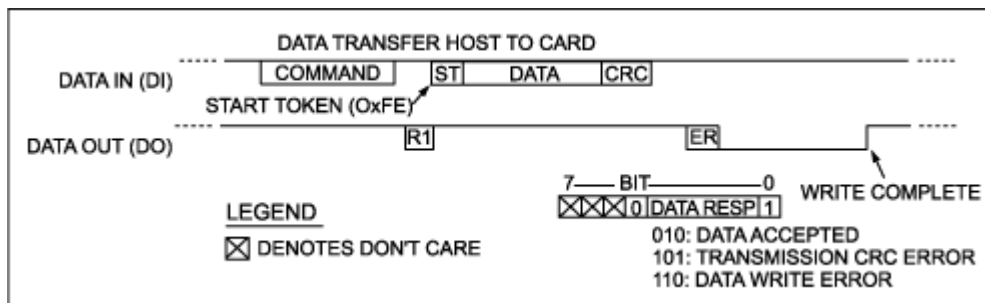 DATA TRANSFER HOST TO CARD
DATA IN (DI)
COMMAND
ST
DATA
CRC
START TOKEN (OxFE)
DATA OUT (DO)
R1
ER
WRITE COMPLETE
7 BIT 0
0 DATA RESP 1
LEGEND
DENOTES DON'T CARE
010: DATA ACCEPTED
101: TRANSMISSION CRC ERROR
110: DATA WRITE ERROR